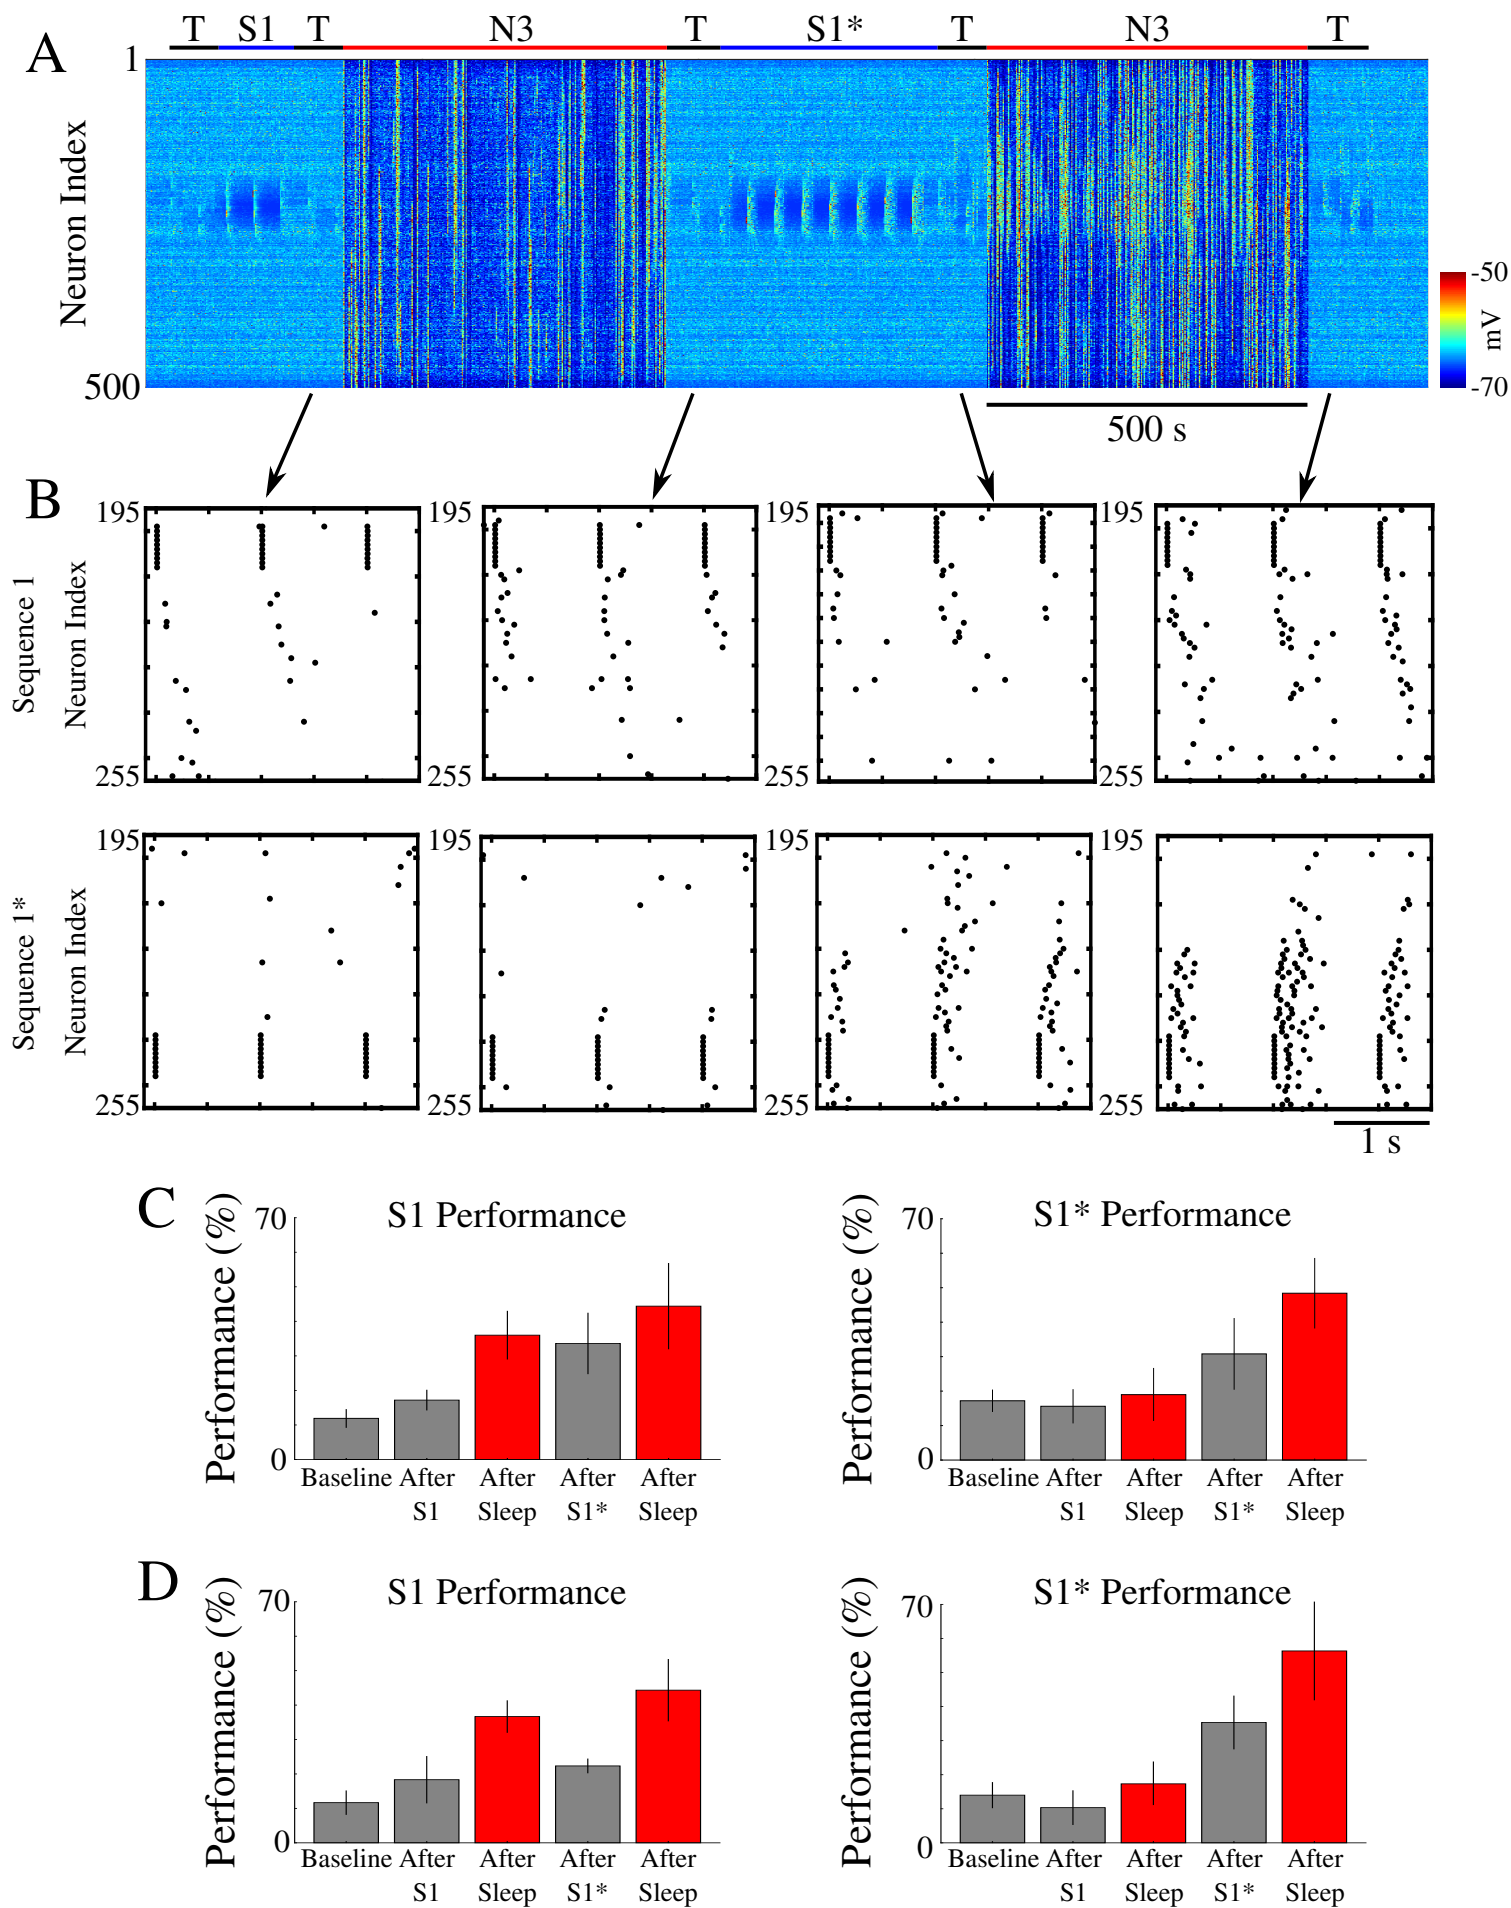 T S1 T N3 T S1* T N3 T
A
1
Neuron Index
500
-50
mV
-70
500 s
B
195 195 195 195
Sequence 1
Neuron Index
255 255 255 255
195 195 195 195
Sequence 1*
Neuron Index
255 255 255 255
1 s
C
S1 Performance
70
Performance (%)
0
Baseline After After After After
S1 Sleep S1* Sleep
S1* Performance
70
Performance (%)
0
Baseline After After After After
S1 Sleep S1* Sleep
D
S1 Performance
70
Performance (%)
0
Baseline After After After After
S1 Sleep S1* Sleep
S1* Performance
70
Performance (%)
0
Baseline After After After After
S1 Sleep S1* Sleep